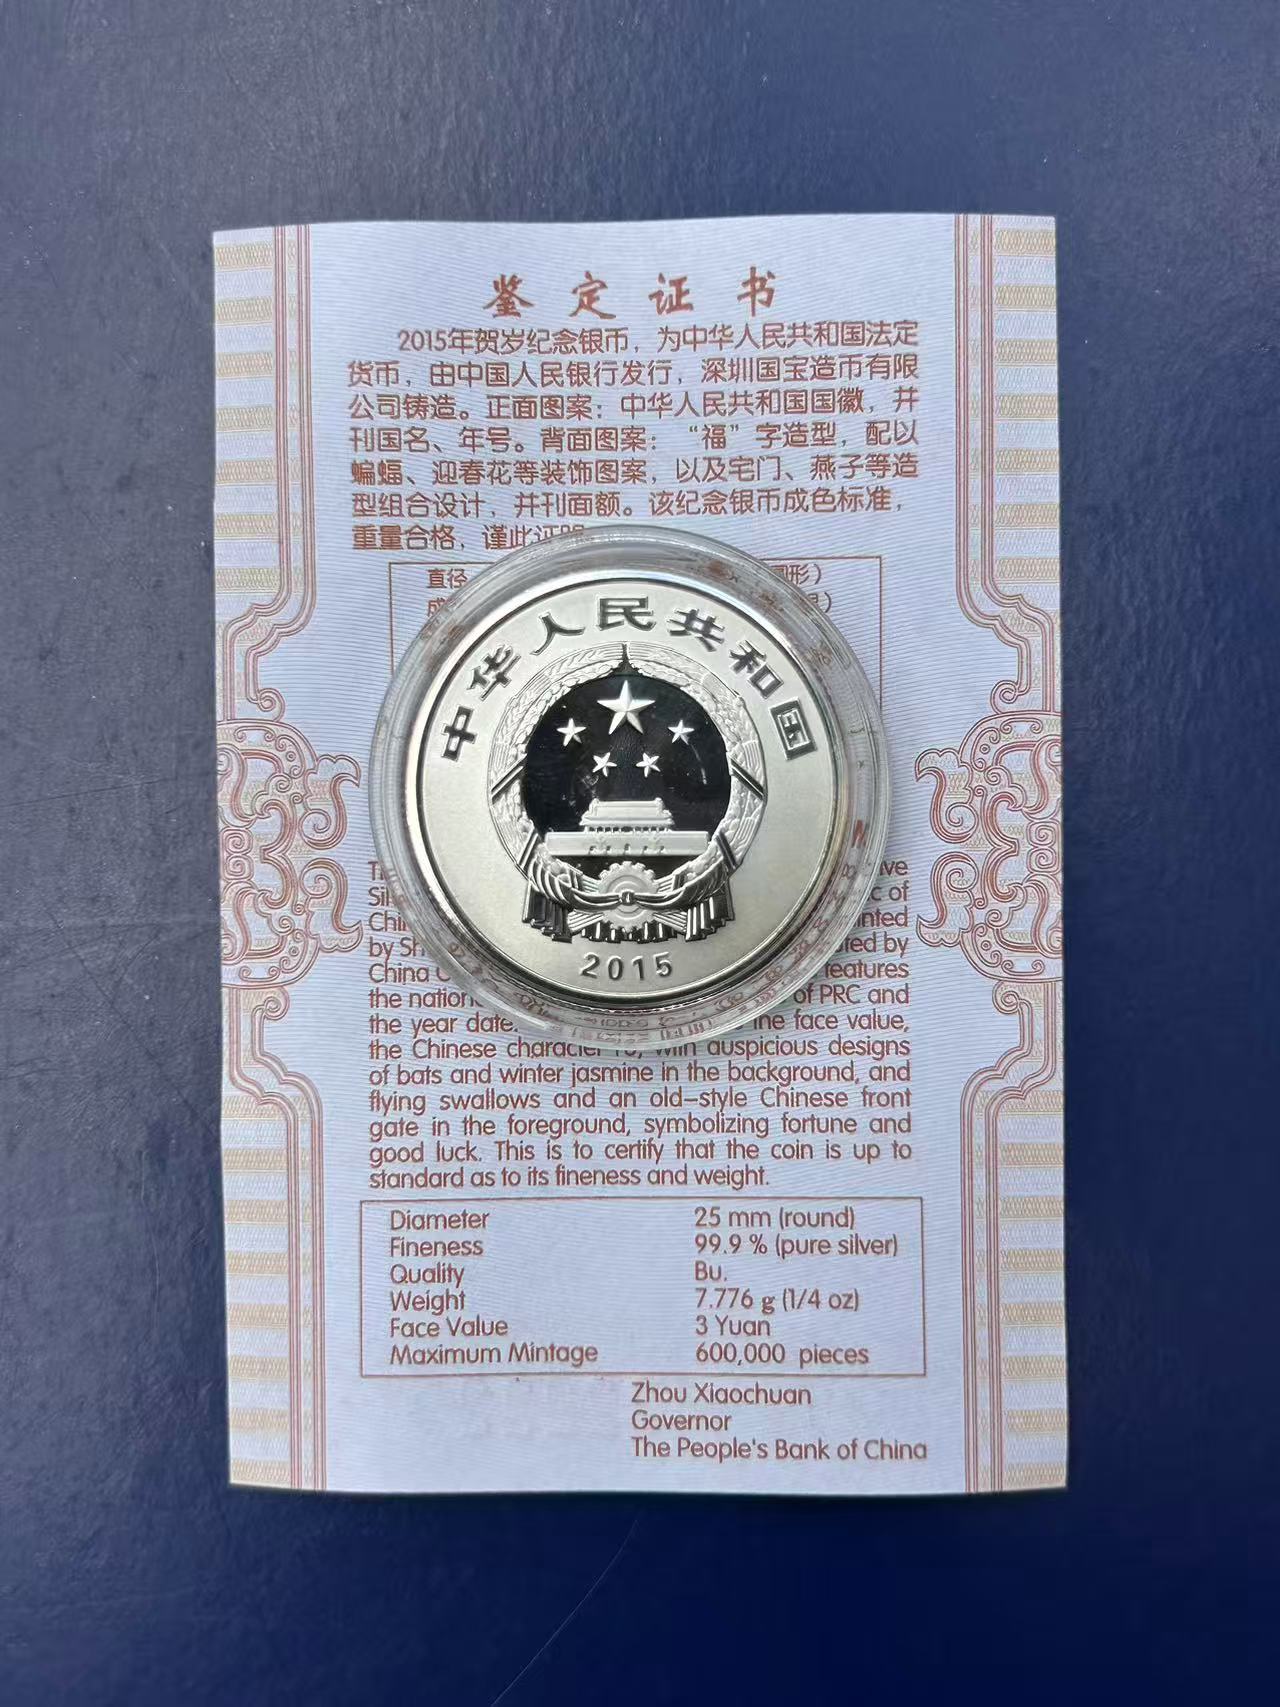 鉴定证书
2015年贺岁纪念银币，为中华人民共和国法定
货币，由中国人民银行发行，深圳国宝造币有限
公司铸造。正面图案：中华人民共和国国徽，并
刊国名、年号。背面图案：“福”字造型，配以
蝙蝠、迎春花等装饰图案，以及宅门、燕子等造
型组合设计，并刊面额。该纪念银币成色标准，
重量合格，谨此证明
直径 形）
成
中华人民共和国
2015
of
by
China
the features
of PRC and
the year date. the face value,
the Chinese character with auspicious designs
of bats and winter jasmine in the background, and
flying swallows and an old-style Chinese front
gate in the foreground, symbolizing fortune and
good luck. This is to certify that the coin is up to
standard as to its fineness and weight.
Diameter 25 mm (round)
Fineness 99.9 % (pure silver)
Quality Bu.
Weight 7.776 g (1/4 oz)
Face Value 3 Yuan
Maximum Mintage 600,000 pieces
Zhou Xiaochuan
Governor
The People's Bank of China